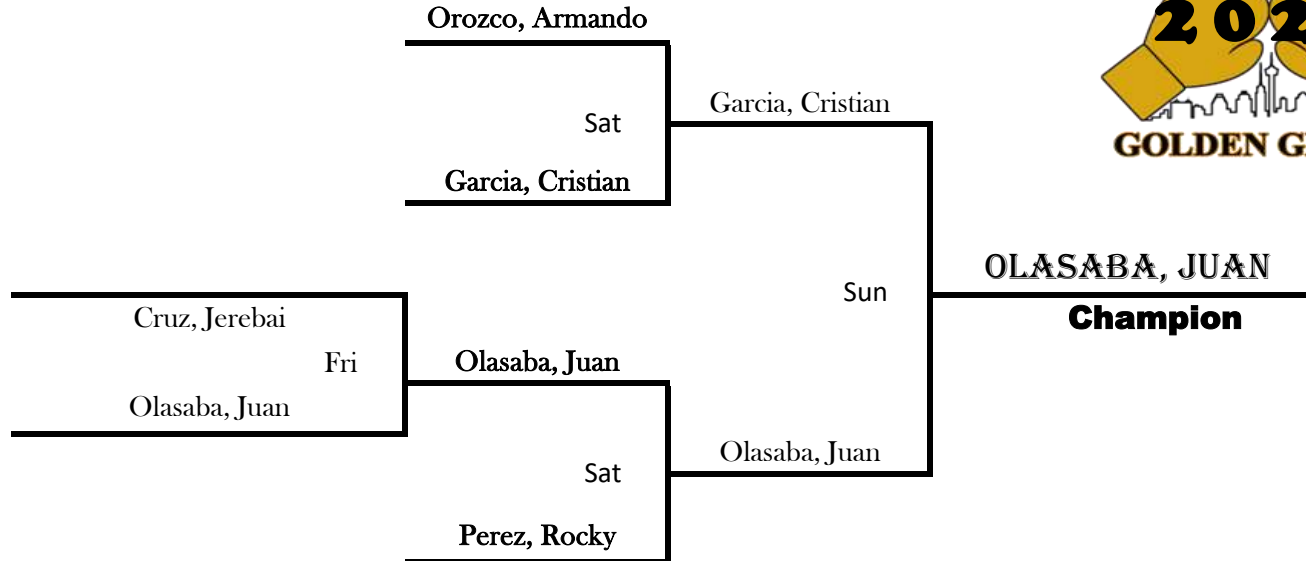 Orozco, Armando
202
Garcia, Cristian
Sat
GOLDEN
Garcia, Cristian
OLASABA, JUAN
Sun
Champion
Cruz, Jerebai
Fri
Olasaba, Juan
Olasaba, Juan
Olasaba, Juan
Sat
Perez, Rocky